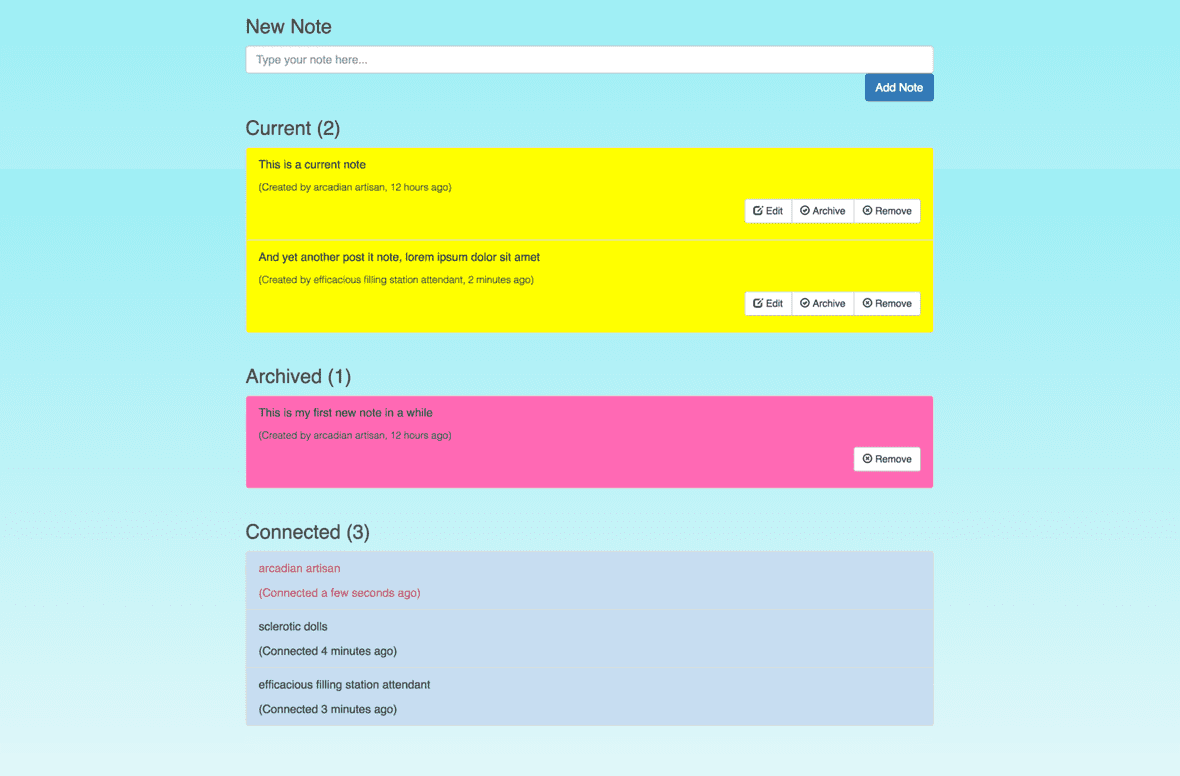 New Note
Type your note here...
Add Note
Current (2)
This is a current note
(Created by arcadian artisan, 12 hours ago)
Edit Archive Remove
And yet another post it note, lorem ipsum dolor sit amet
(Created by efficacious filling station attendant, 2 minutes ago)
Edit Archive Remove
Archived (1)
This is my first new note in a while
(Created by arcadian artisan, 12 hours ago)
Remove
Connected (3)
arcadian artisan
(Connected a few seconds ago)
sclerotic dolls
(Connected 4 minutes ago)
efficacious filling station attendant
(Connected 3 minutes ago)